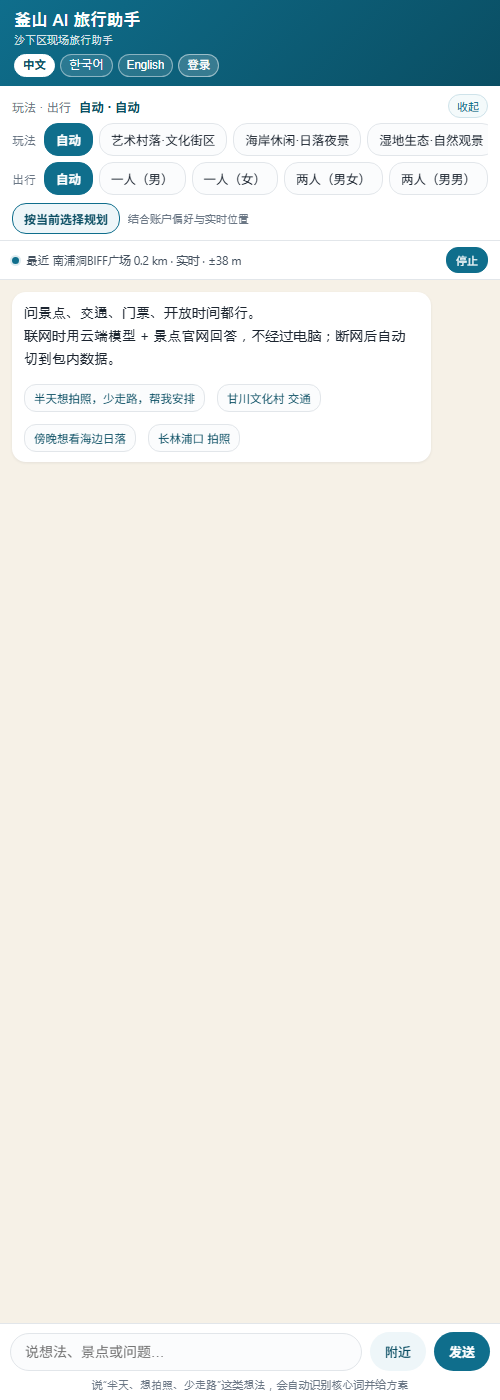 釜山 AI 旅行助手
沙下区现场旅行助手
中文 한국어 English 登录
玩法 · 出行 自动 · 自动 收起
玩法 自动 艺术村落·文化街区 海岸休闲·日落夜景 湿地生态·自然观景
出行 自动 一人（男） 一人（女） 两人（男女） 两人（男男）
按当前选择规划 结合账户偏好与实时位置
最近 南浦洞BIFF广场 0.2 km · 实时 · ±38 m 停止
问景点、交通、门票、开放时间都行。
联网时用云端模型 + 景点官网回答，不经过电脑；断网后自动
切到包内数据。
半天想拍照，少走路，帮我安排 甘川文化村 交通
傍晚想看海边日落 长林浦口 拍照
说想法、景点或问题… 附近 发送
说“半天、想拍照、少走路”这类想法，会自动识别核心词并给方案